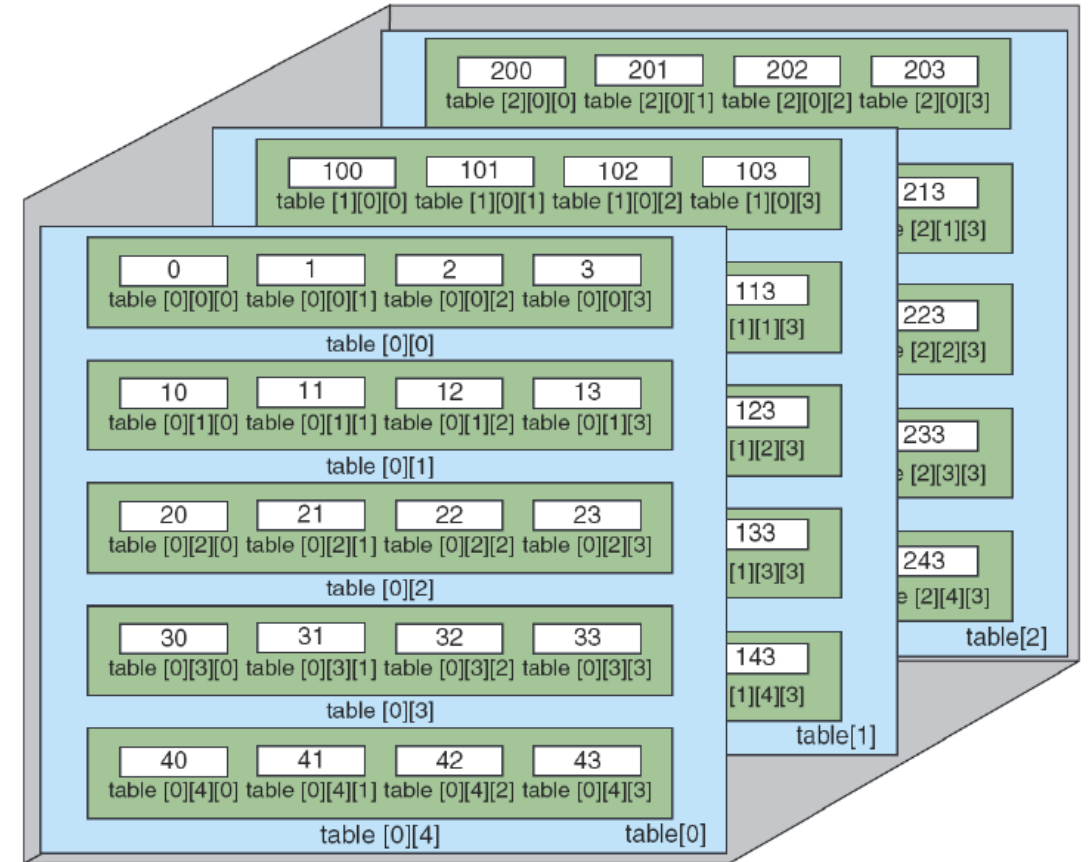 200 201 202 203
table [2][0][0] table [2][0][1] table [2][0][2] table [2][0][3]
100 101 102 103
table [1][0][0] table [1][0][1] table [1][0][2] table [1][0][3]
213
e [2][1][3]
0 1 2 3
table [0][0][0] table [0][0][1] table [0][0][2] table [0][0][3]
table [0][0]
113
[1][1][3]
223
e [2][2][3]
10 11 12 13
table [0][1][0] table [0][1][1] table [0][1][2] table [0][1][3]
table [0][1]
123
[1][2][3]
233
e [2][3][3]
20 21 22 23
table [0][2][0] table [0][2][1] table [0][2][2] table [0][2][3]
table [0][2]
133
[1][3][3]
243
e [2][4][3]
table[2]
30 31 32 33
table [0][3][0] table [0][3][1] table [0][3][2] table [0][3][3]
table [0][3]
143
[1][4][3]
table[1]
40 41 42 43
table [0][4][0] table [0][4][1] table [0][4][2] table [0][4][3]
table [0][4]
table[0]